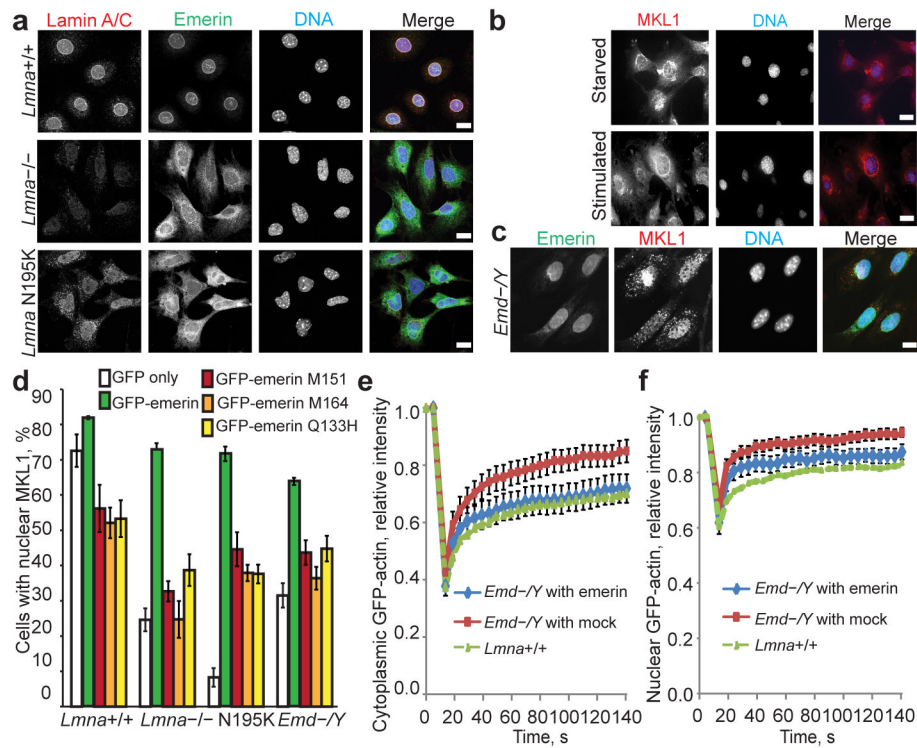 a
Lamin A/C Emerin DNA Merge
Lmna+/+
Lmna−/−
Lmna N195K
b
MKL1 DNA Merge
Starved
Stimulated
c
Emerin MKL1 DNA Merge
Emd−/Y
d
GFP only
GFP-emerin
GFP-emerin M151
GFP-emerin M164
GFP-emerin Q133H
Cells with nuclear MKL1, %
90
80
70
60
50
40
30
20
10
0
Lmna+/+ Lmna−/− N195K Emd−/Y
e
Cytoplasmic GFP-actin, relative intensity
1.0
0.8
0.6
0.4
0.2
0.0
Emd−/Y with emerin
Emd−/Y with mock
Lmna+/+
0 20 40 60 80 100 120 140
Time, s
f
Nuclear GFP-actin, relative intensity
1.0
0.8
0.6
0.4
0.2
0.0
Emd−/Y with emerin
Emd−/Y with mock
Lmna+/+
0 20 40 60 80 100 120 140
Time, s